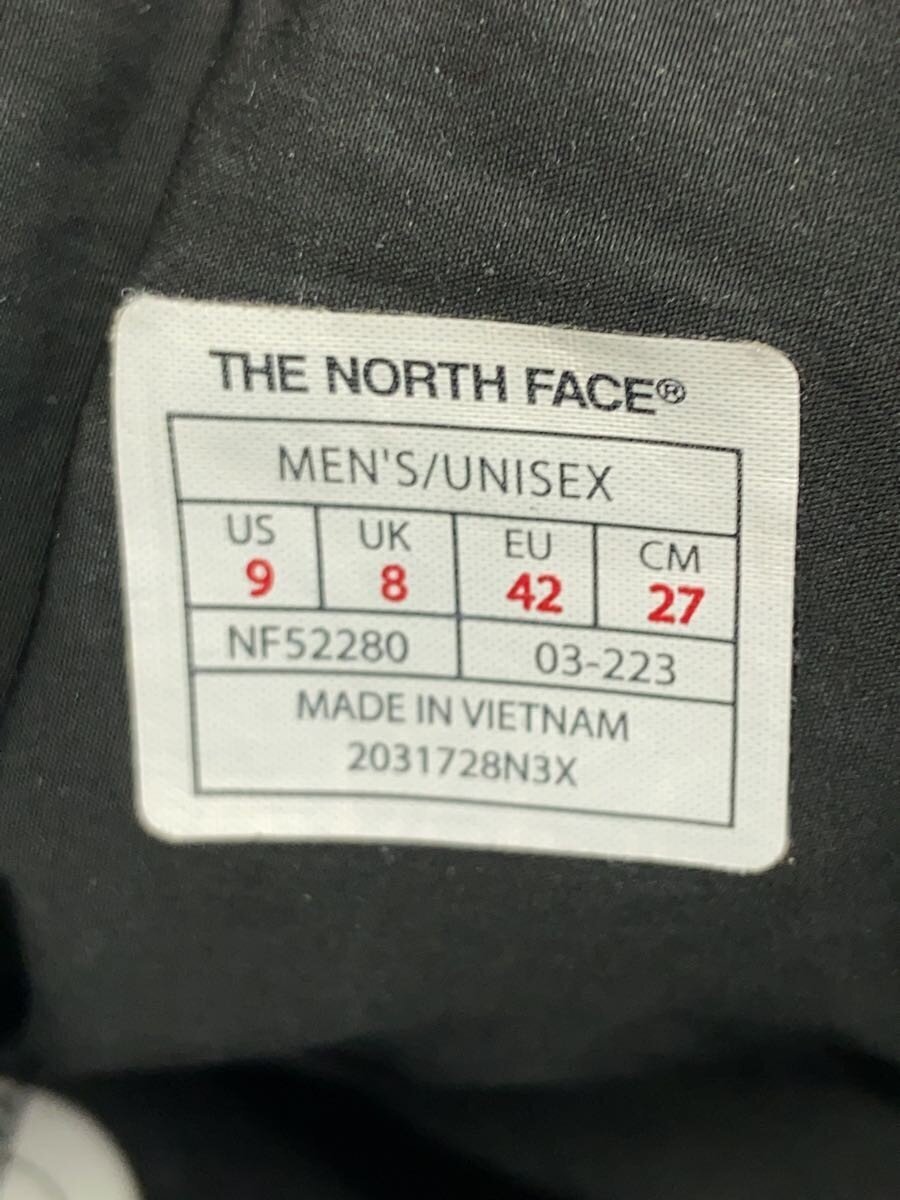 THE NORTH FACE®
MEN'S/UNISEX
US UK EU CM
9 8 42 27
NF52280 03-223
MADE IN VIETNAM
2031728N3X